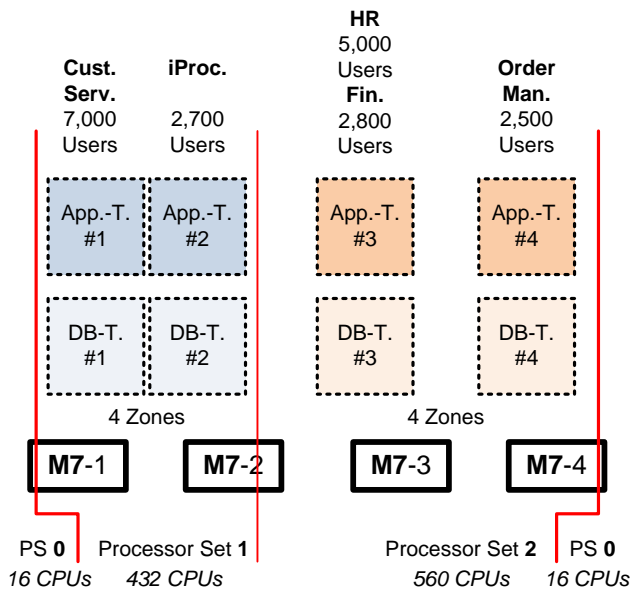 HR
5,000
Users
Cust.
Serv.
7,000
Users
iProc.
2,700
Users
Fin.
2,800
Users
Order
Man.
2,500
Users
App.-T.
#1
App.-T.
#2
App.-T.
#3
App.-T.
#4
DB-T.
#1
DB-T.
#2
DB-T.
#3
DB-T.
#4
4 Zones
4 Zones
M7-1
M7-2
M7-3
M7-4
PS 0
16 CPUs
Processor Set 1
432 CPUs
Processor Set 2
560 CPUs
PS 0
16 CPUs